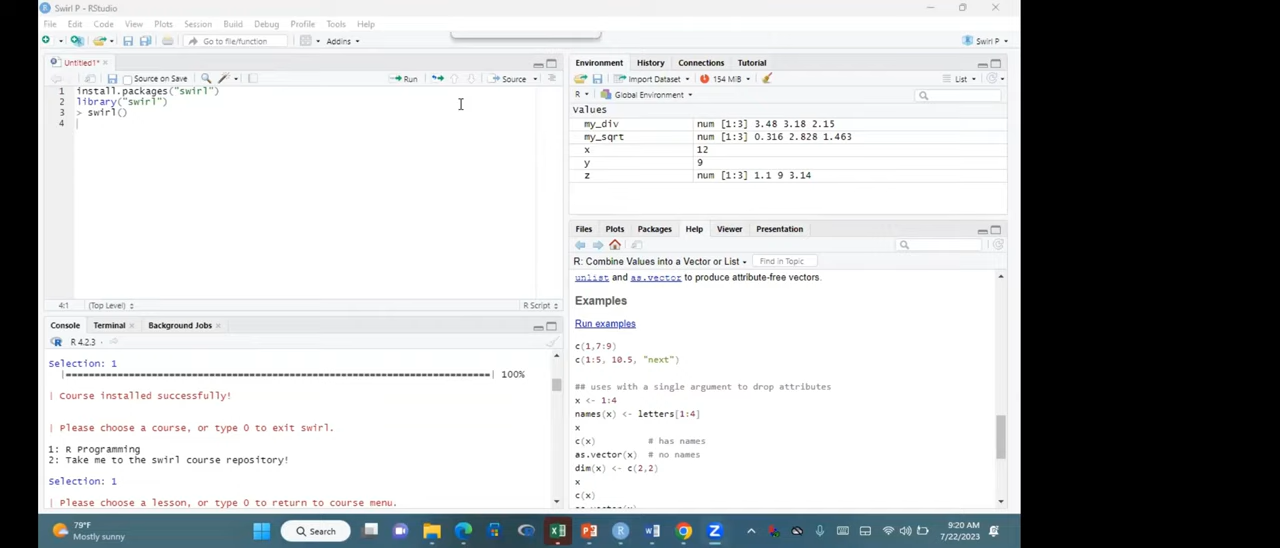 Swirl P - RStudio
File Edit Code View Plots Session Build Debug Profile Tools Help
Go to file/function Addins Swirl P
Untitled1*
Source on Save Run Source
1 install.packages("swirl")
2 library("swirl")
3 > swirl()
4
4:1 (Top Level) R Script
Console Terminal Background Jobs
R 4.2.3 ·
Selection: 1
|======================================================================| 100%
| Course installed successfully!
| Please choose a course, or type 0 to exit swirl.
1: R Programming
2: Take me to the swirl course repository!
Selection: 1
| Please choose a lesson, or type 0 to return to course menu.
Environment History Connections Tutorial
Import Dataset 154 MiB List
R Global Environment
Values
my_div num [1:3] 3.48 3.18 2.15
my_sqrt num [1:3] 0.316 2.828 1.463
x 12
y 9
z num [1:3] 1.1 9 3.14
Files Plots Packages Help Viewer Presentation
R: Combine Values into a Vector or List Find in Topic
unlist and as.vector to produce attribute-free vectors.
Examples
Run examples
c(1,7:9)
c(1:5, 10.5, "next")
## uses with a single argument to drop attributes
x <- 1:4
names(x) <- letters[1:4]
x
c(x) # has names
as.vector(x) # no names
dim(x) <- c(2,2)
x
c(x)
79°F
Mostly sunny
Search
9:20 AM
7/22/2023